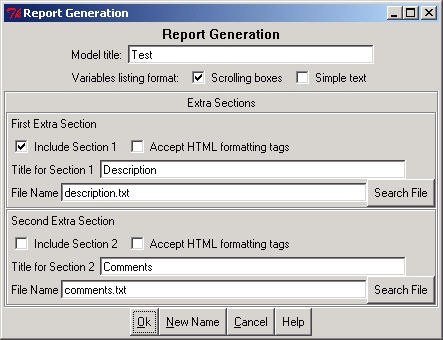 Report Generation
Report Generation
Model title: Test
Variables listing format: Scrolling boxes Simple text
Extra Sections
First Extra Section
Include Section 1 Accept HTML formatting tags
Title for Section 1 Description
File Name description.txt Search File
Second Extra Section
Include Section 2 Accept HTML formatting tags
Title for Section 2 Comments
File Name comments.txt Search File
Ok New Name Cancel Help